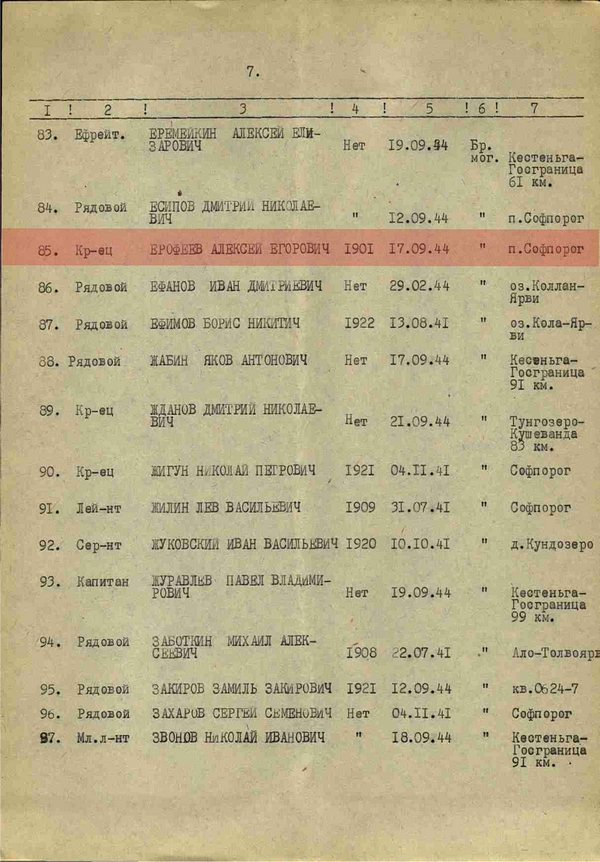 7.
I ! 2 ! 3 ! 4 ! 5 ! 6 ! 7
83. Ефрейт. ЕРЕМЕЙКИН АЛЕКСЕЙ ЕЛИ-
ЗАРОВИЧ Нет 19.09.44 Бр.
мог. Кестеньга-
Госграница
61 км.
84. Рядовой ЕСИПОВ ДМИТРИЙ НИКОЛАЕ-
ВИЧ " 12.09.44 " п.Софпорог
85. Кр-ец ЕРОФЕЕВ АЛЕКСЕЙ ЕГОРОВИЧ 1901 17.09.44 " п.Софпорог
86. Рядовой ЕФАНОВ ИВАН ДМИТРИЕВИЧ Нет 29.02.44 " оз.Коллан-
Ярви
87. Рядовой ЕФИМОВ БОРИС НИКИТИЧ 1922 13.08.41 " оз.Кола-Яр-
ви
88. Рядовой ЖАБИН ЯКОВ АНТОНОВИЧ Нет 17.09.44 " Кестеньга-
Госграница
91 км.
89. Кр-ец ЖДАНОВ ДМИТРИЙ НИКОЛАЕ-
ВИЧ Нет 21.09.44 " Тунгозеро-
Кушеванда
83 км.
90. Кр-ец ЖИГУН НИКОЛАЙ ПЕТРОВИЧ 1921 04.II.41 " Софпорог
91. Лей-нт ЖИЛИН ЛЕВ ВАСИЛЬЕВИЧ 1909 31.07.41 " Софпорог
92. Сер-нт ЖУКОВСКИЙ ИВАН ВАСИЛЬЕВИЧ 1920 10.10.41 " д.Кундозеро
93. Капитан ЖУРАВЛЕВ ПАВЕЛ ВЛАДИМИ-
РОВИЧ Нет 19.09.44 " Кестеньга-
Госграница
99 км.
94. Рядовой ЗАБОТКИН МИХАИЛ АЛЕК-
СЕЕВИЧ 1908 22.07.41 " Ало-Толвоярв
95. Рядовой ЗАКИРОВ ЗАМИЛЬ ЗАКИРОВИЧ 1921 12.09.44 " кв.0624-7
96. Рядовой ЗАХАРОВ СЕРГЕЙ СЕМЕНОВИЧ Нет 04.II.41 " Софпорог
97. Мл.л-нт ЗВОНОВ НИКОЛАЙ ИВАНОВИЧ " 18.09.44 " Кестеньга-
Госграница
91 км.